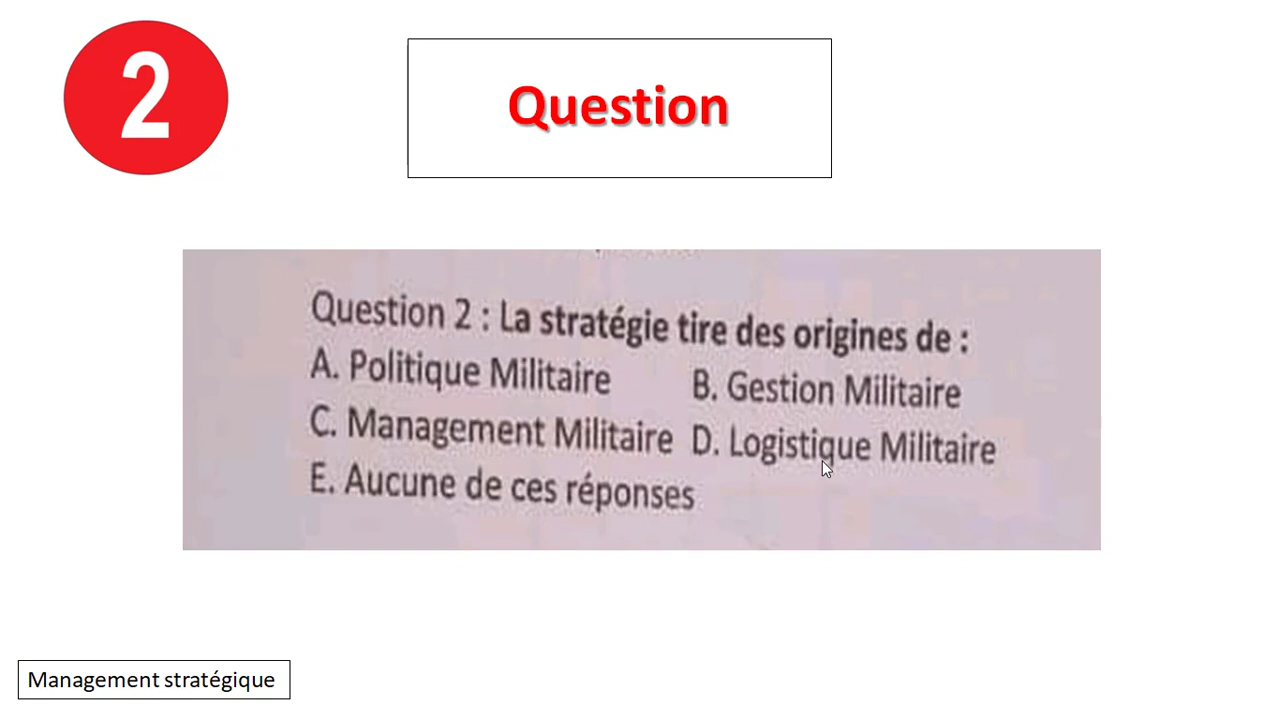 2
Question
Question 2 : La stratégie tire des origines de :
A. Politique Militaire B. Gestion Militaire
C. Management Militaire D. Logistique Militaire
E. Aucune de ces réponses
Management stratégique